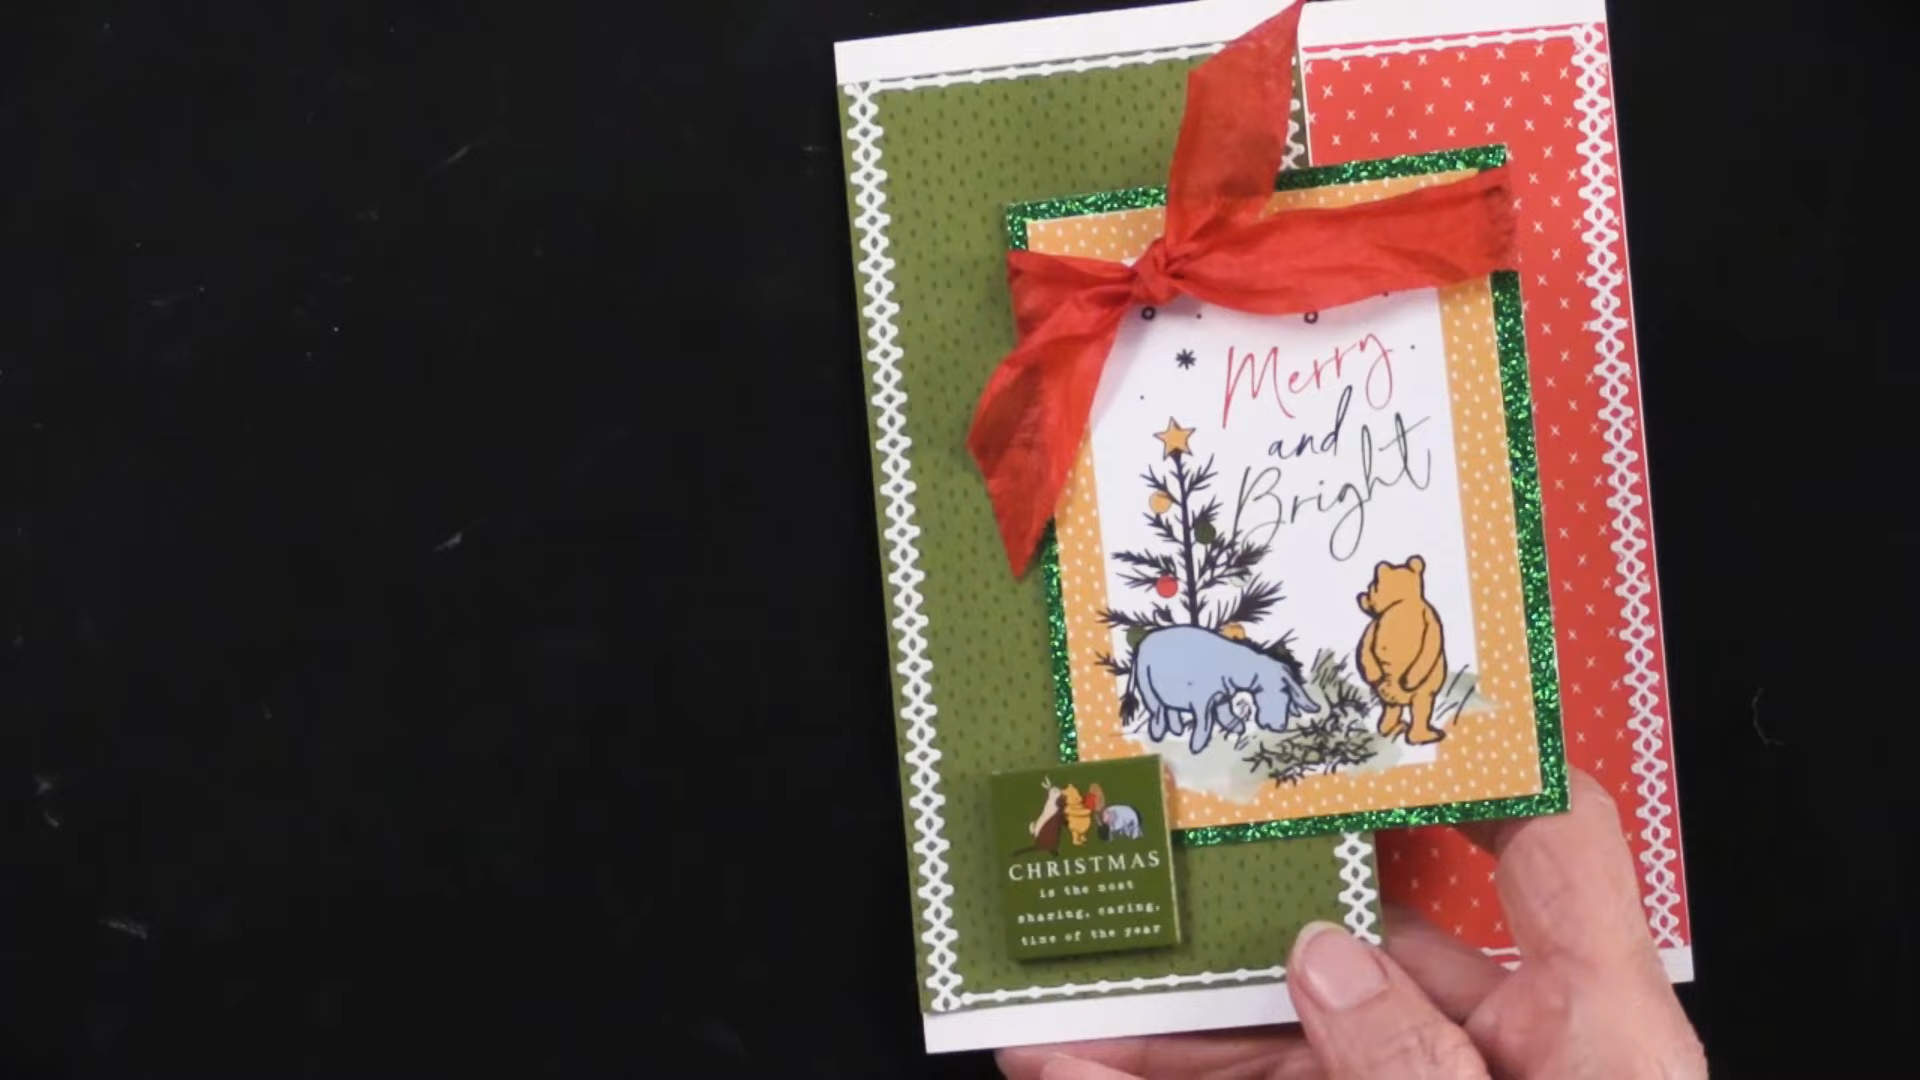 Merry
and
Bright
CHRISTMAS
is the most
sharing, caring,
time of the year